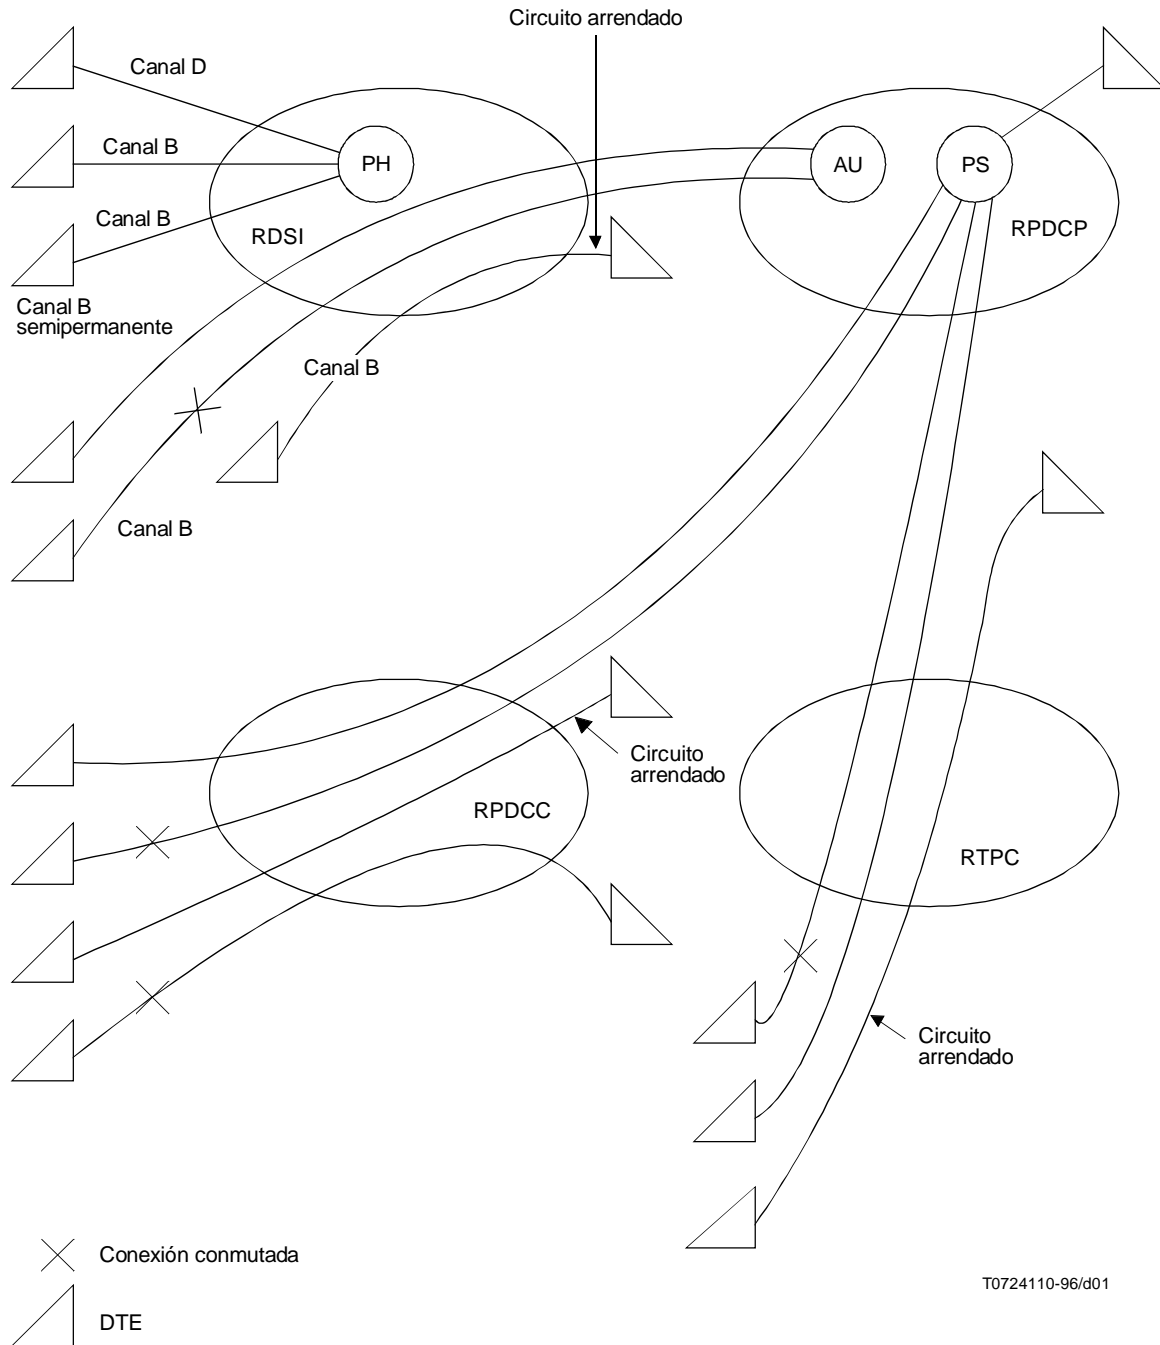 Circuito arrendado
Canal D
Canal B
PH
AU
PS
Canal B
RDSI
RPDCP
Canal B
semipermanente
Canal B
Canal B
Circuito
arrendado
RPDCC
RTPC
Circuito
arrendado
Conexión conmutada
T0724110-96/d01
DTE